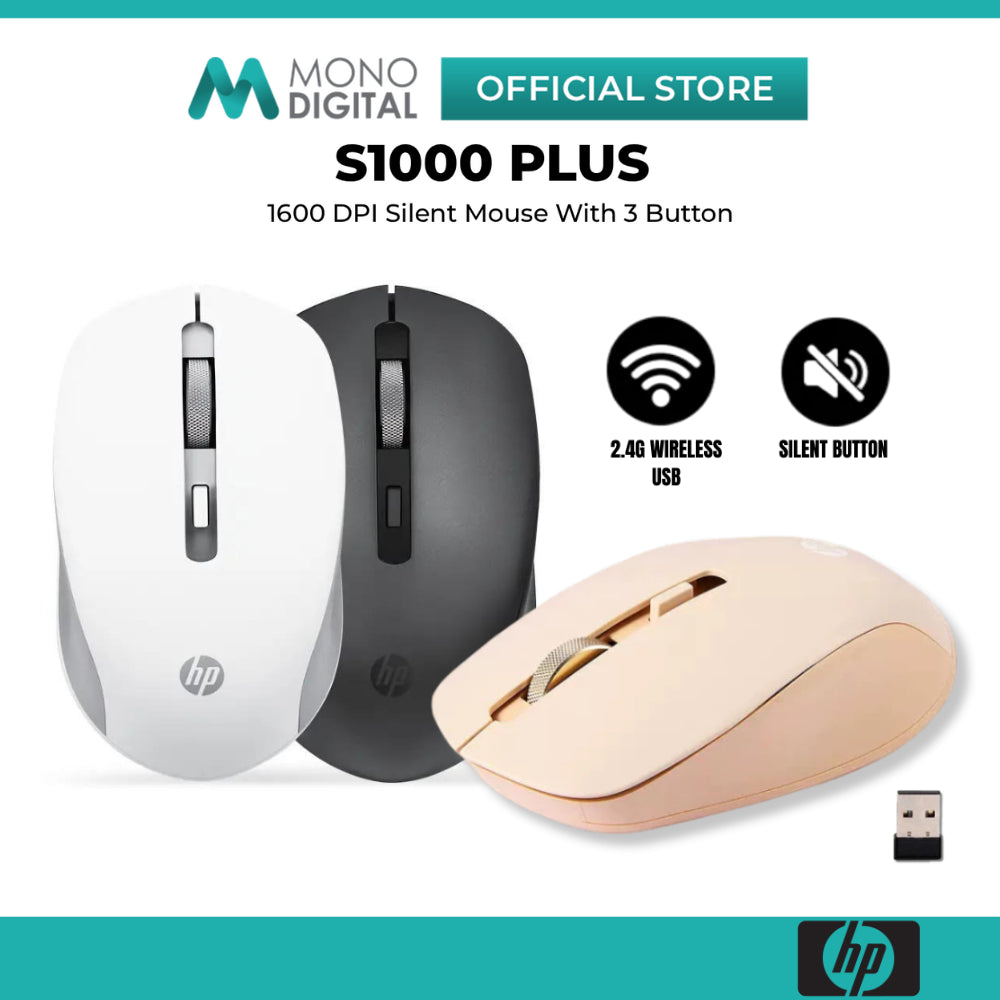 MONO
DIGITAL
OFFICIAL STORE
S1000 PLUS
1600 DPI Silent Mouse With 3 Button
2.4G WIRELESS
USB
SILENT BUTTON
hp
hp
hp
hp